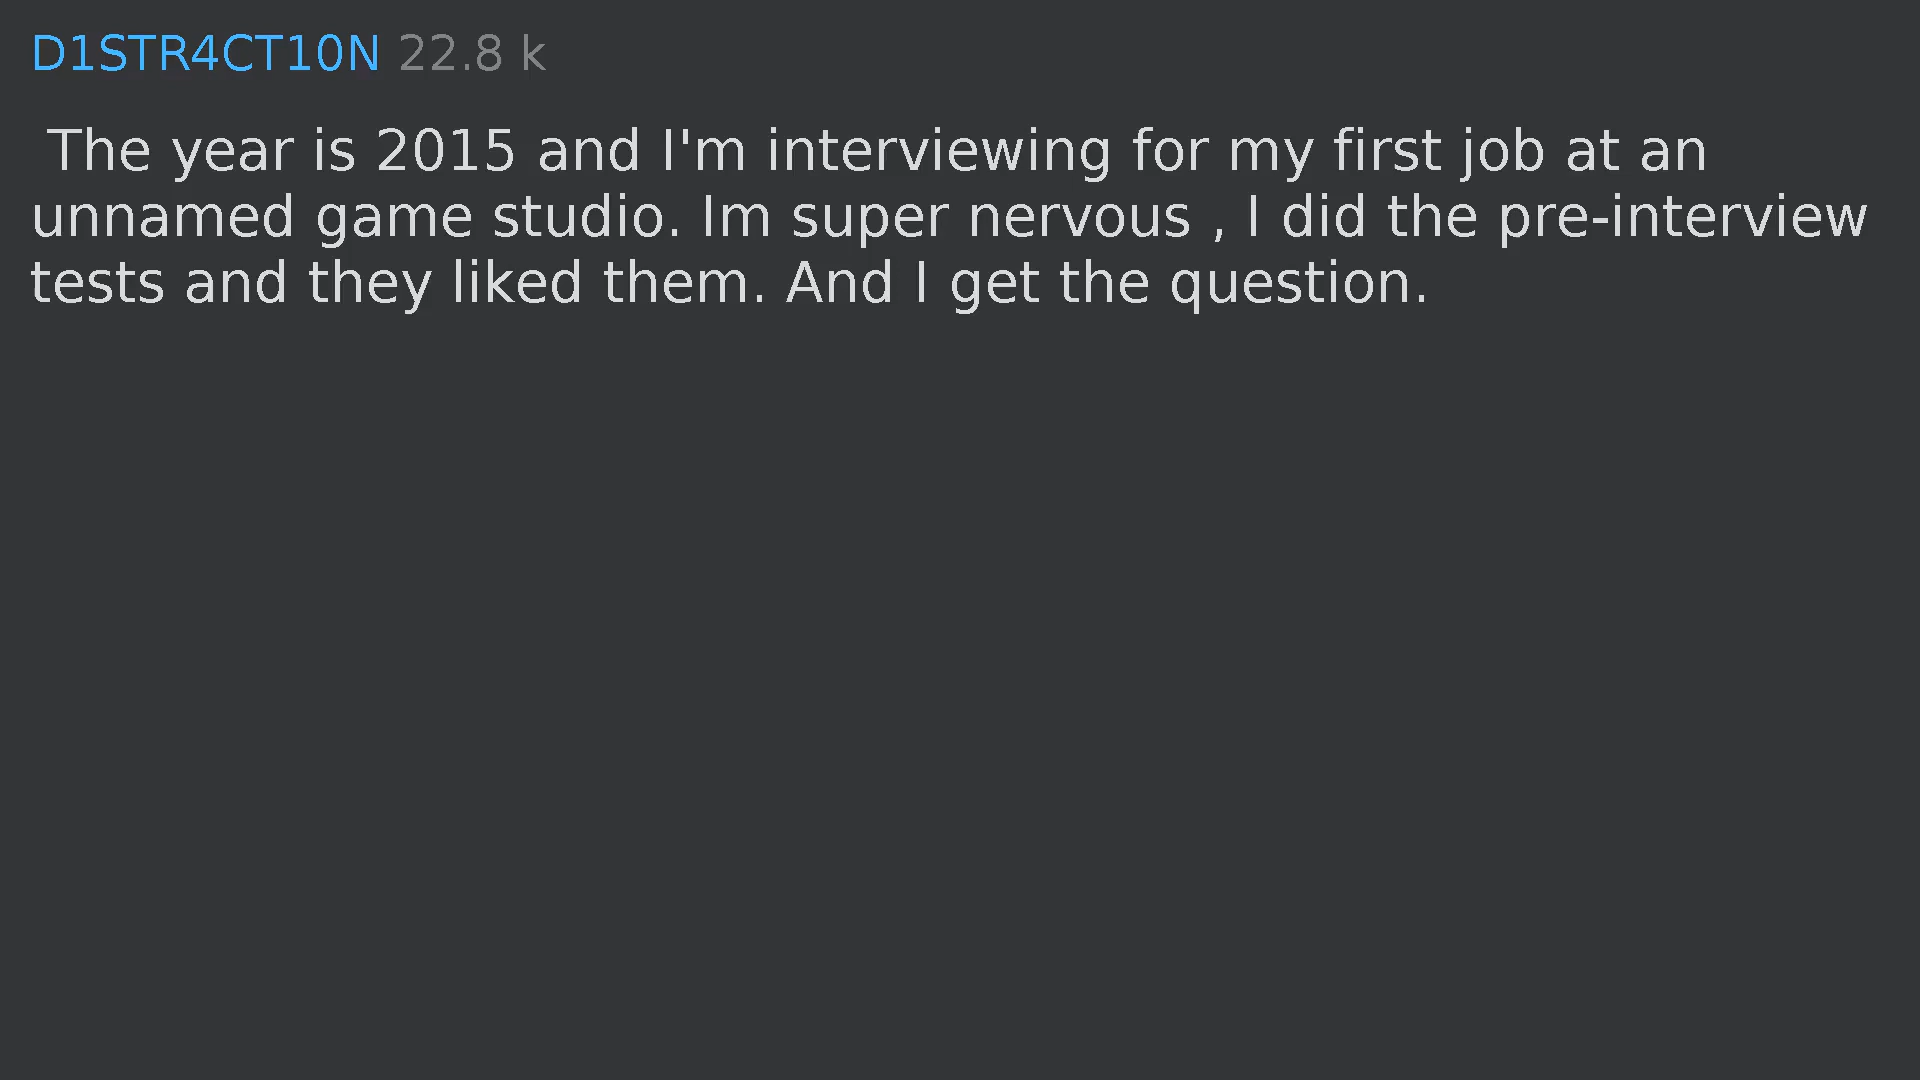 D1STR4CT10N 22.8 k
The year is 2015 and I'm interviewing for my first job at an
unnamed game studio. Im super nervous , I did the pre-interview
tests and they liked them. And I get the question.